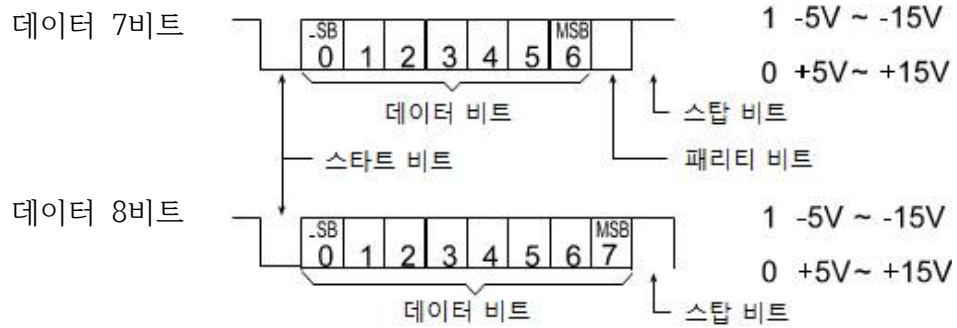 데이터 7비트
LSB MSB
0 1 2 3 4 5 6
1 -5V ~ -15V
0 +5V~ +15V
데이터 비트
스탑 비트
스타트 비트
패리티 비트
데이터 8비트
LSB MSB
0 1 2 3 4 5 6 7
1 -5V ~ -15V
0 +5V~ +15V
데이터 비트
스탑 비트